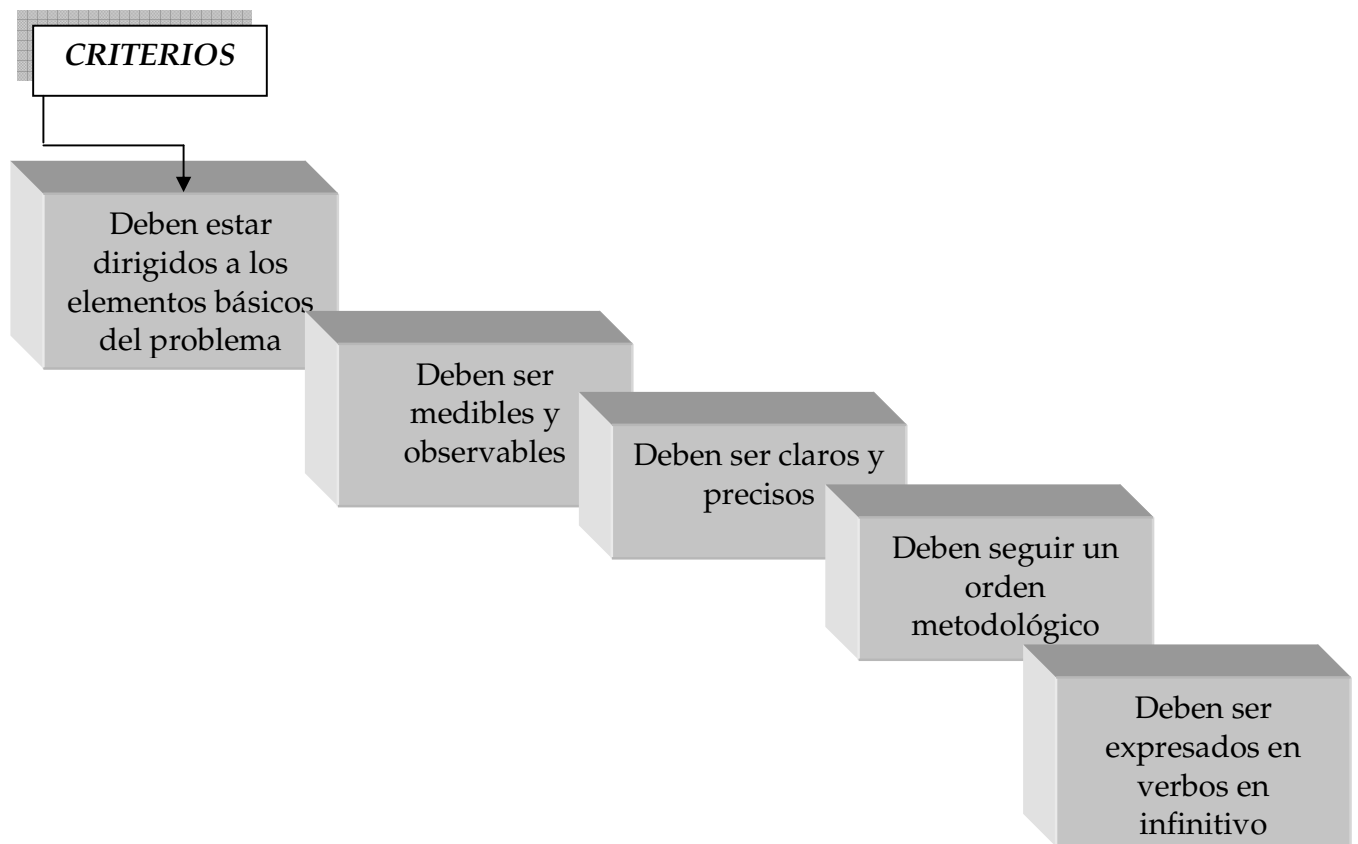 CRITERIOS
Deben estar
dirigidos a los
elementos básicos
del problema
Deben ser
medibles y
observables
Deben ser claros y
precisos
Deben seguir un
orden
metodológico
Deben ser
expresados en
verbos en
infinitivo